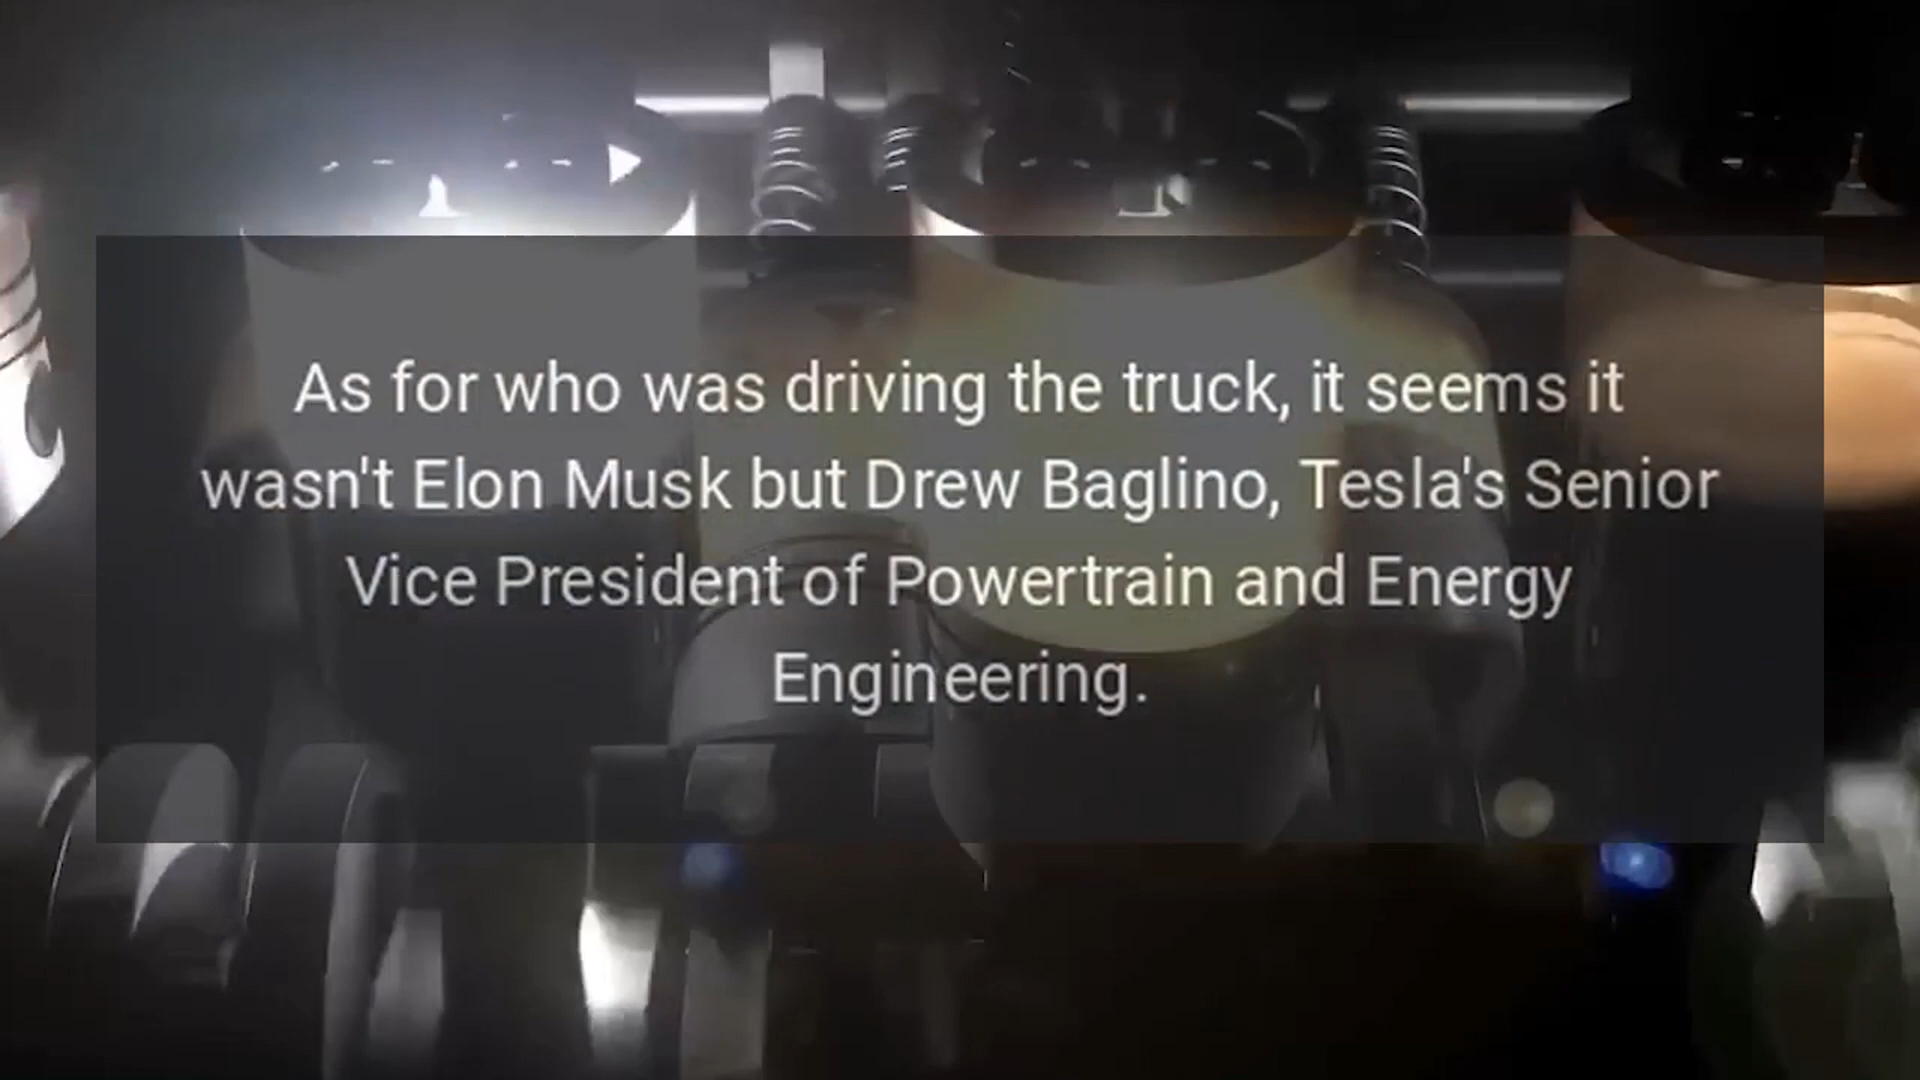 As for who was driving the truck, it seems it
wasn't Elon Musk but Drew Baglino, Tesla's Senior
Vice President of Powertrain and Energy
Engineering.